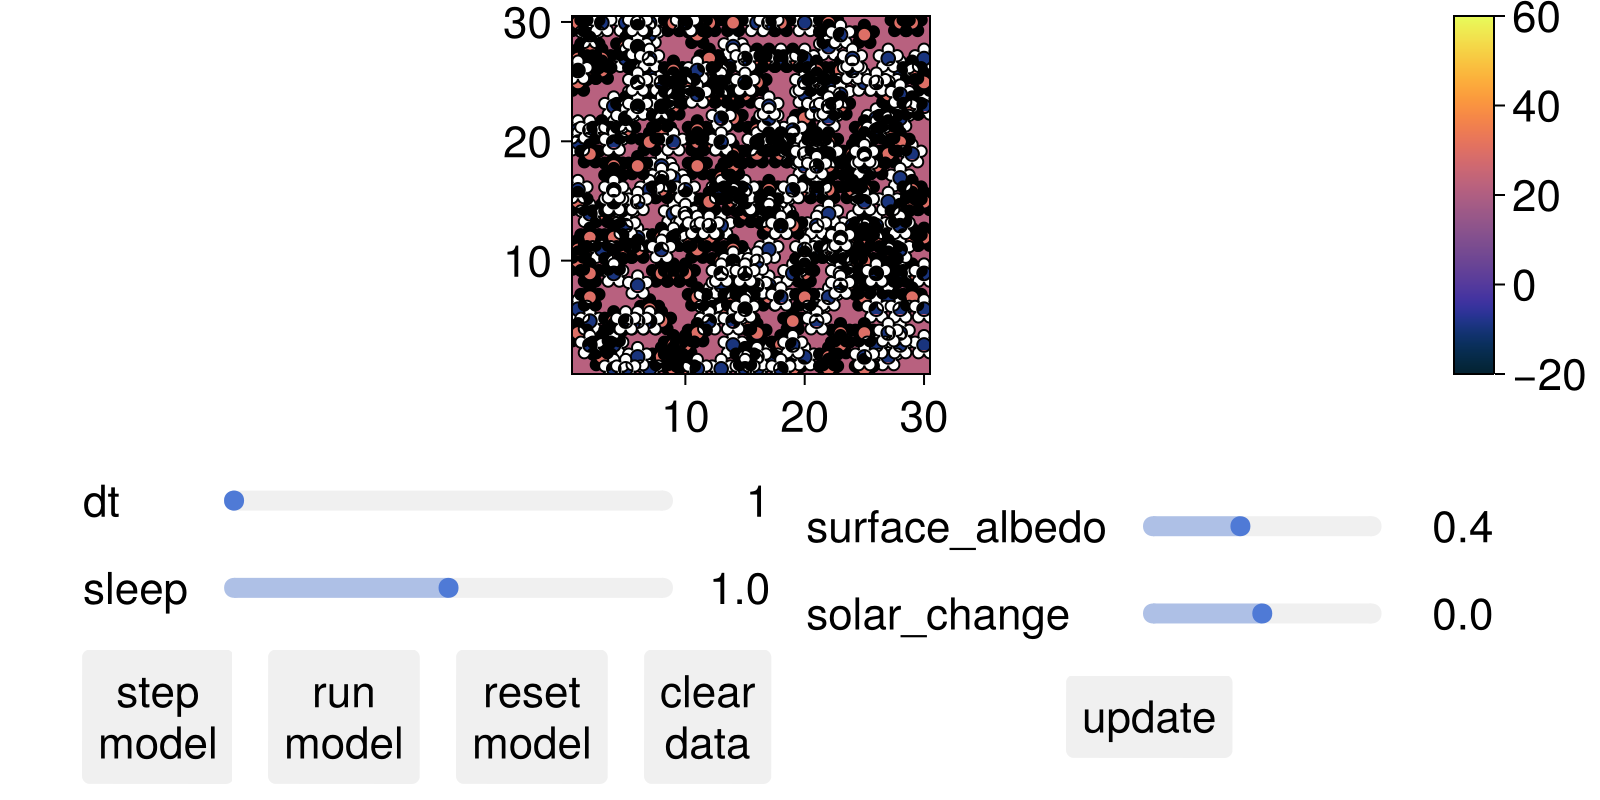 30
20
10
10 20 30
60
40
20
0
−20
dt 1
sleep 1.0
surface_albedo 0.4
solar_change 0.0
step
model
run
model
reset
model
clear
data
update